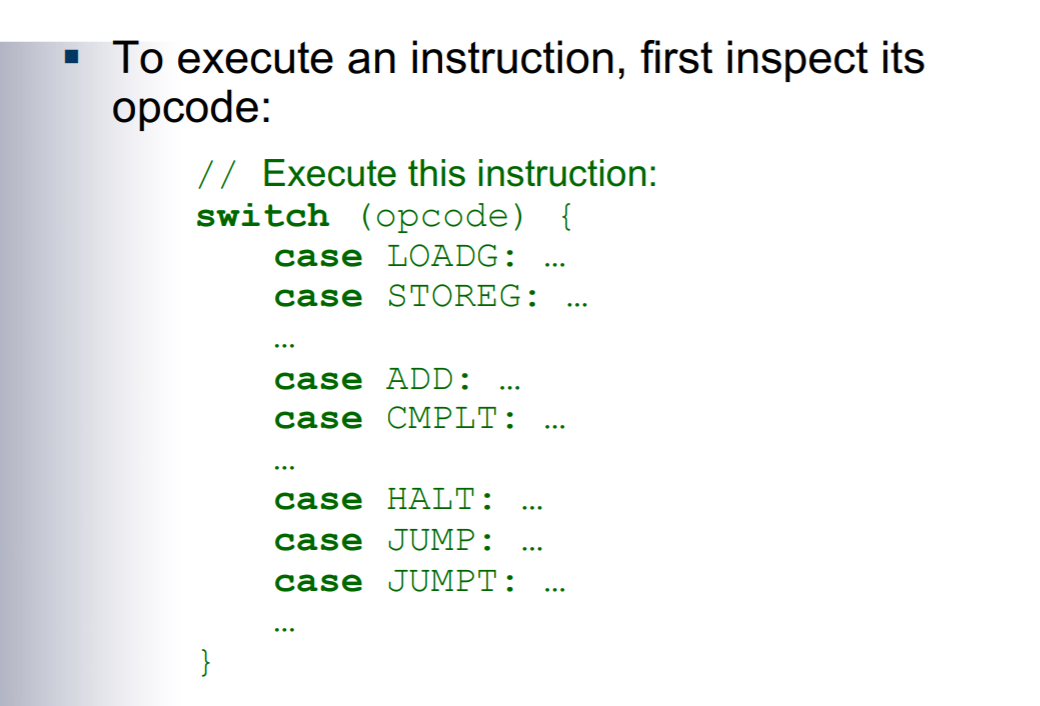 ▪ To execute an instruction, first inspect its
opcode:
// Execute this instruction:
switch (opcode) {
case LOADG: …
case STOREG: …
…
case ADD: …
case CMPLT: …
…
case HALT: …
case JUMP: …
case JUMPT: …
…
}